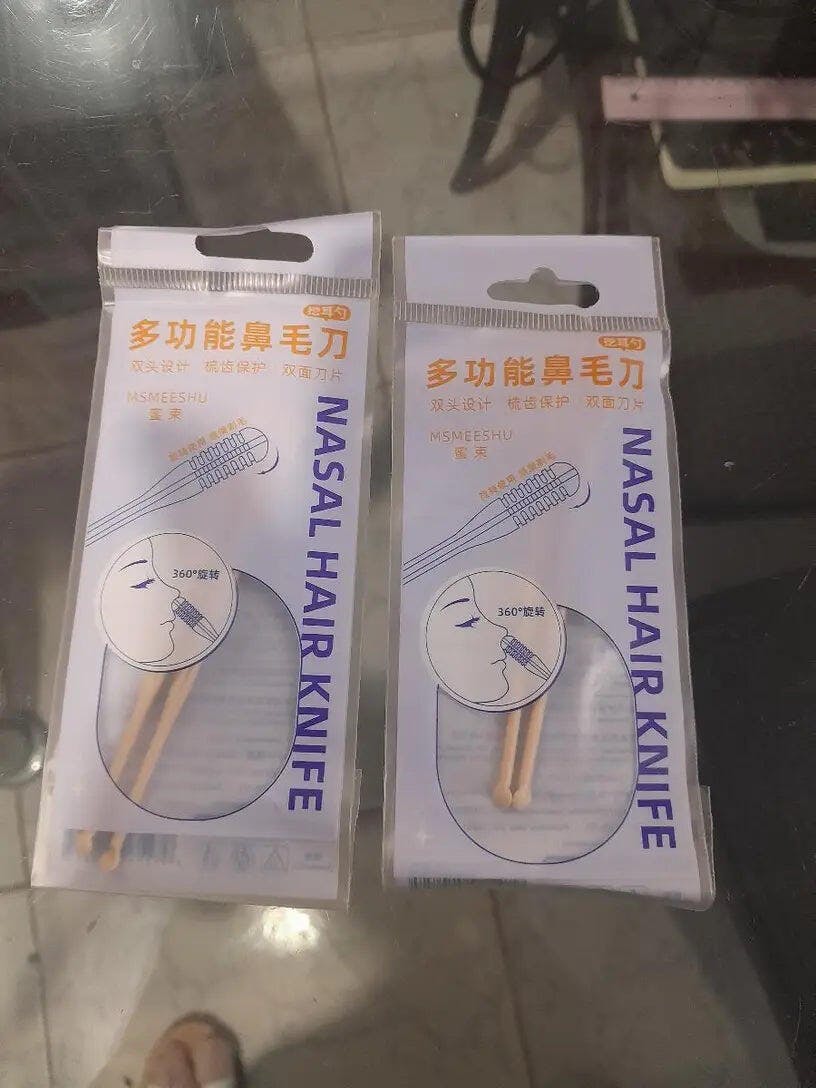 挖耳勺
多功能鼻毛刀
双头设计 梳齿保护 双面刀片
MSMEESHU
蜜束
360°旋转
NASAL HAIR KNIFE
挖耳勺
多功能鼻毛刀
双头设计 梳齿保护 双面刀片
MSMEESHU
蜜束
360°旋转
NASAL HAIR KNIFE